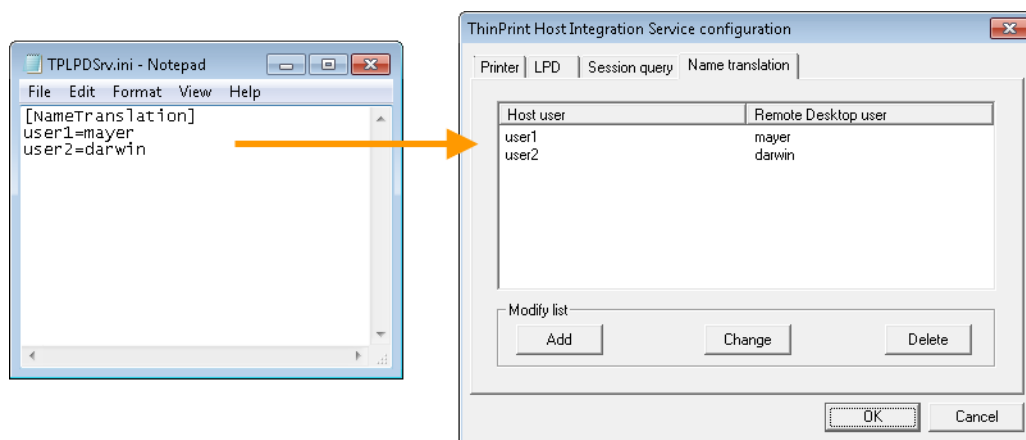 TPLPDSrv.ini - Notepad
File Edit Format View Help
[NameTranslation]
user1=mayer
user2=darwin
ThinPrint Host Integration Service configuration
Printer LPD Session query Name translation
Host user Remote Desktop user
user1 mayer
user2 darwin
Modify list
Add Change Delete
OK Cancel